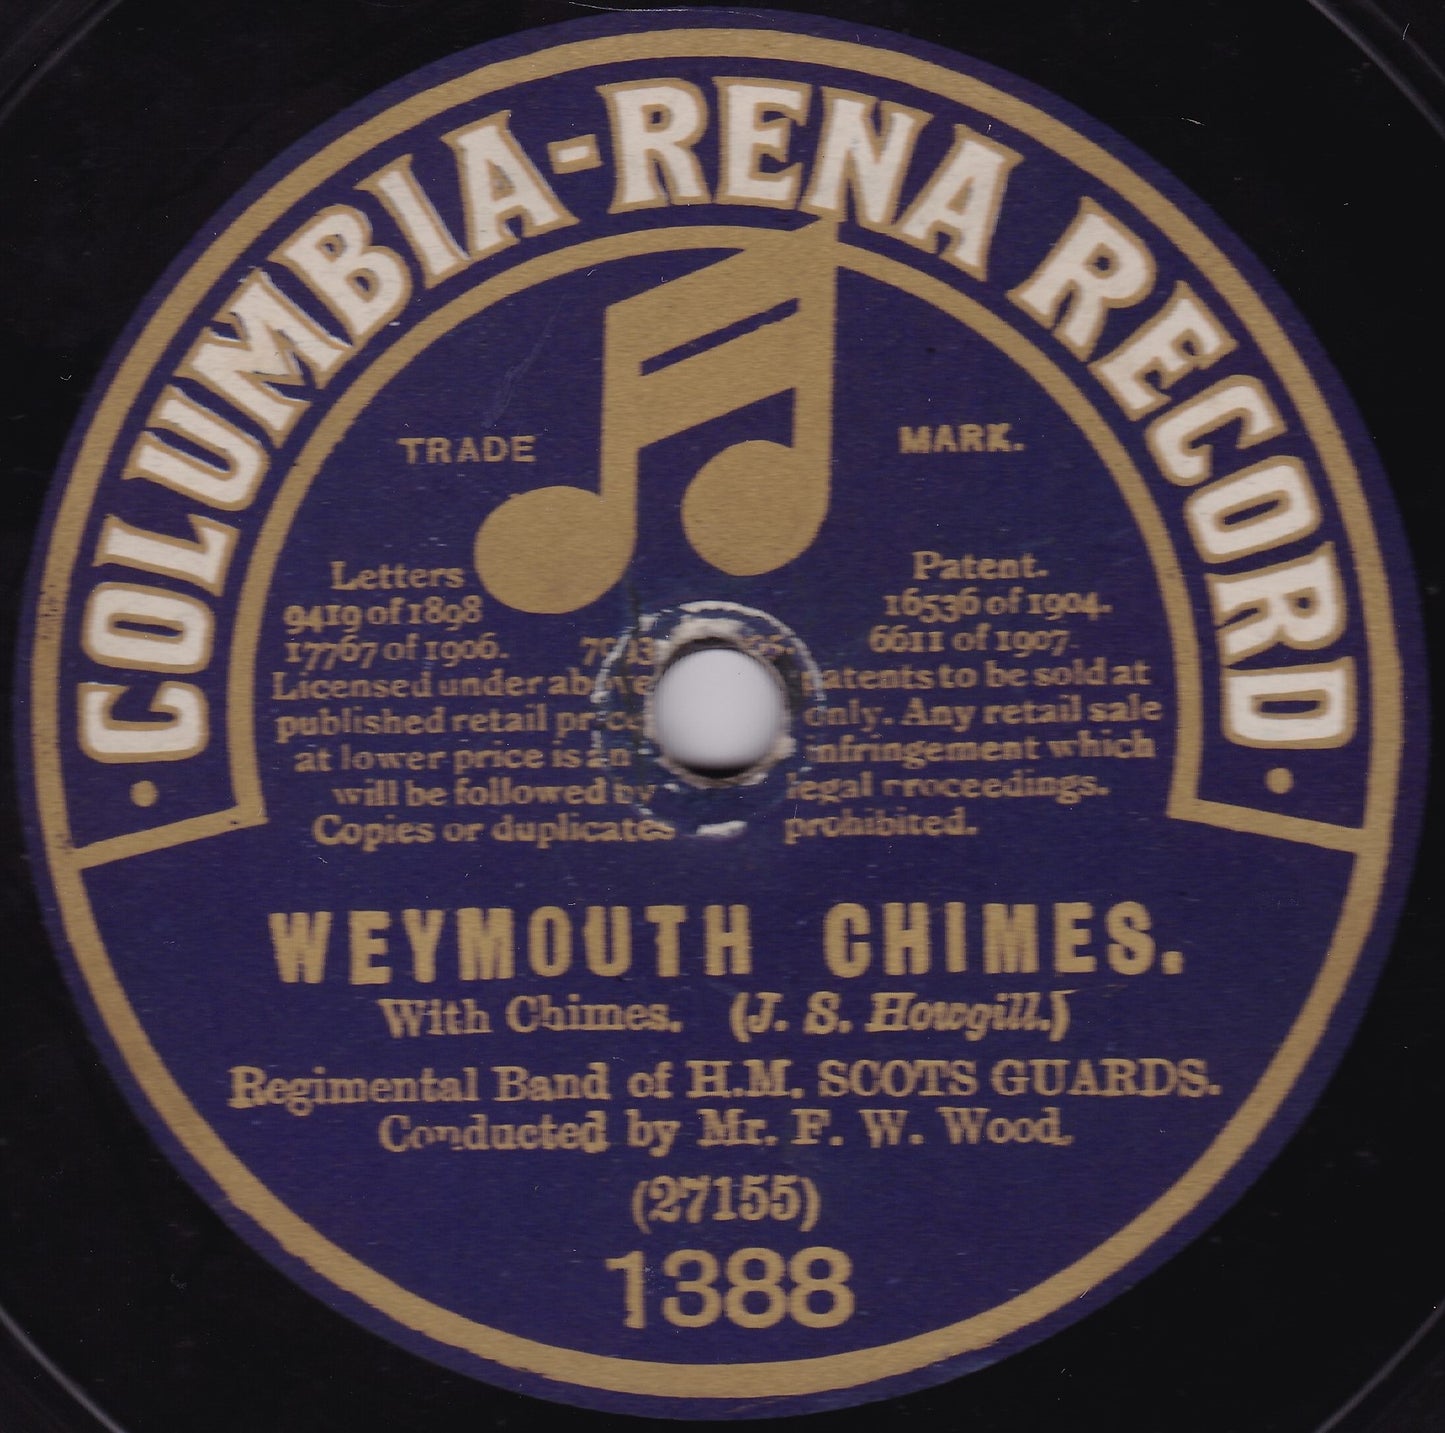 COLUMBIA-RENA RECORD
TRADE MARK.
Letters Patent.
9419 of 1898 16536 of 1904.
17767 of 1906. 6611 of 1907.
Licensed under above patents to be sold at
published retail price only. Any retail sale
at lower price is an infringement which
will be followed by legal proceedings.
Copies or duplicates prohibited.
WEYMOUTH CHIMES.
With Chimes. (J. S. Howgill.)
Regimental Band of H.M. SCOTS GUARDS.
Conducted by Mr. F. W. Wood.
(27155)
1388